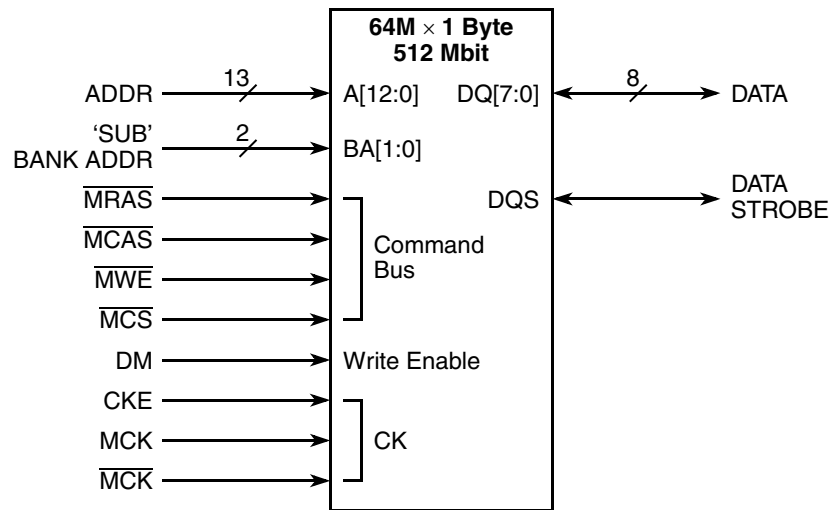 64M × 1 Byte
512 Mbit
ADDR
13
A[12:0]
DQ[7:0]
8
DATA
'SUB'
BANK ADDR
2
BA[1:0]
MRAS
DQS
DATA
STROBE
MCAS
Command
Bus
MWE
MCS
DM
Write Enable
CKE
MCK
CK
MCK